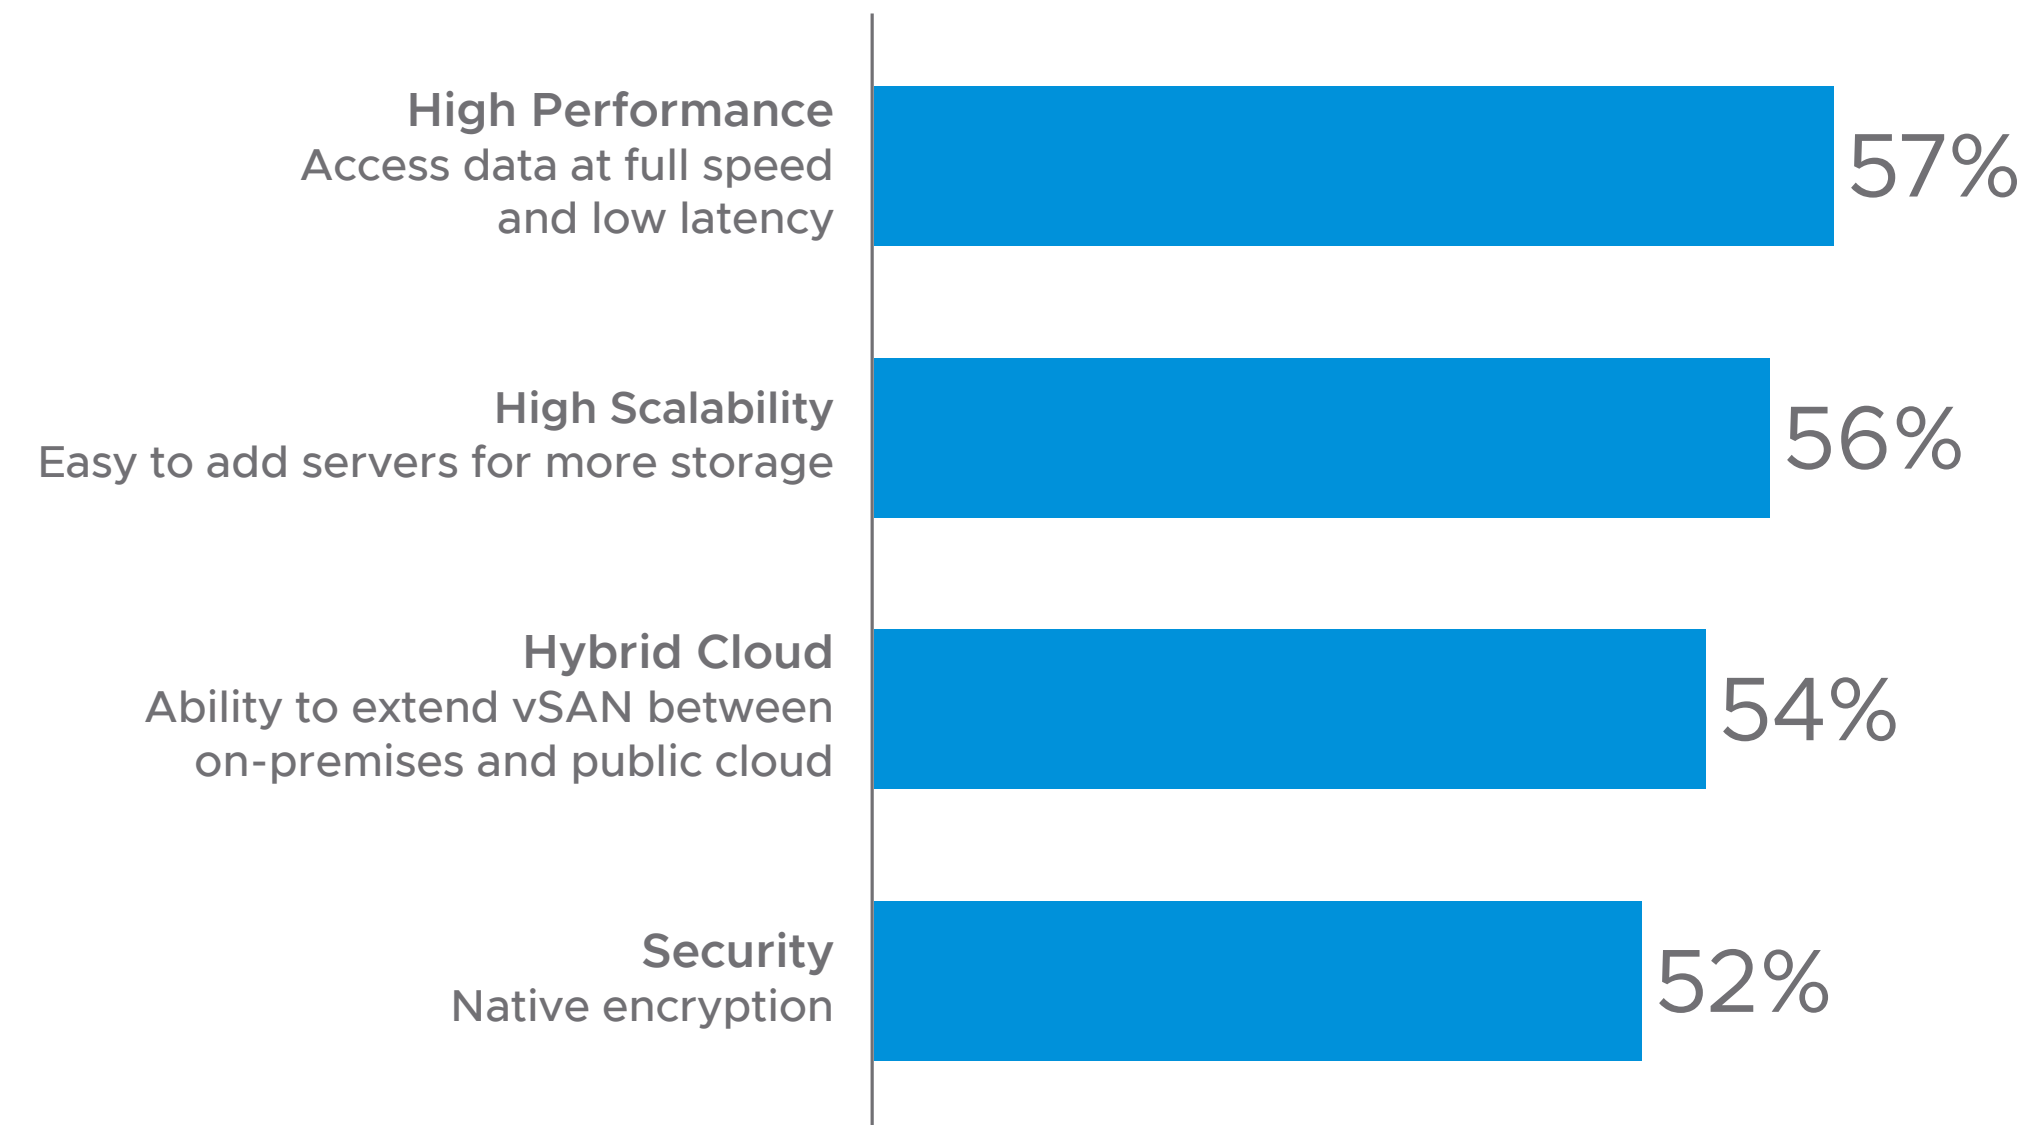 High Performance
Access data at full speed
and low latency
57%
High Scalability
Easy to add servers for more storage
56%
Hybrid Cloud
Ability to extend vSAN between
on-premises and public cloud
54%
Security
Native encryption
52%